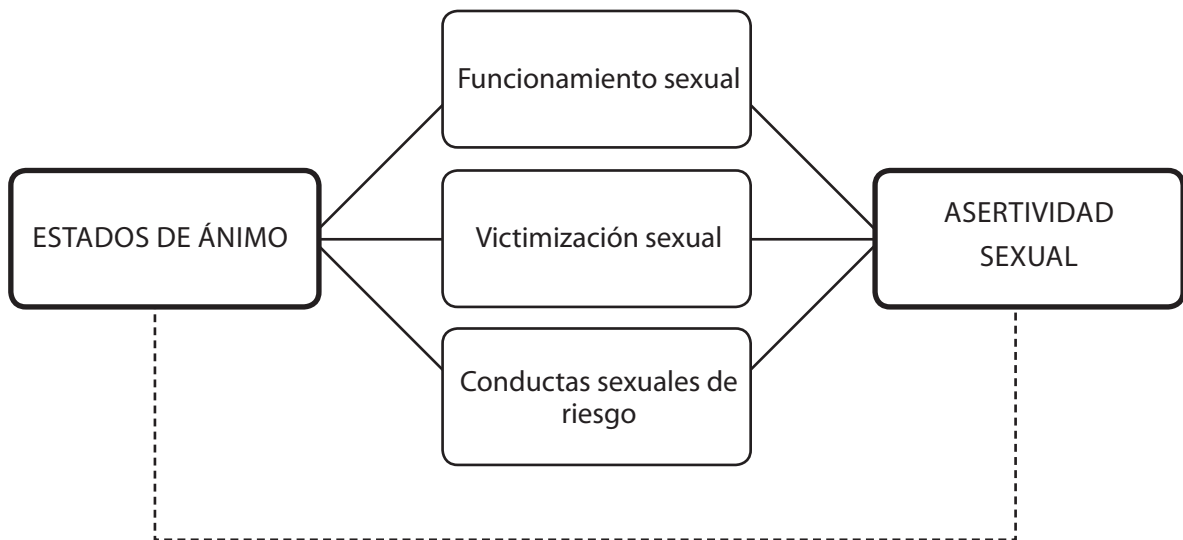 Funcionamiento sexual
ESTADOS DE ÁNIMO
Victimización sexual
ASERTIVIDAD
SEXUAL
Conductas sexuales de
riesgo